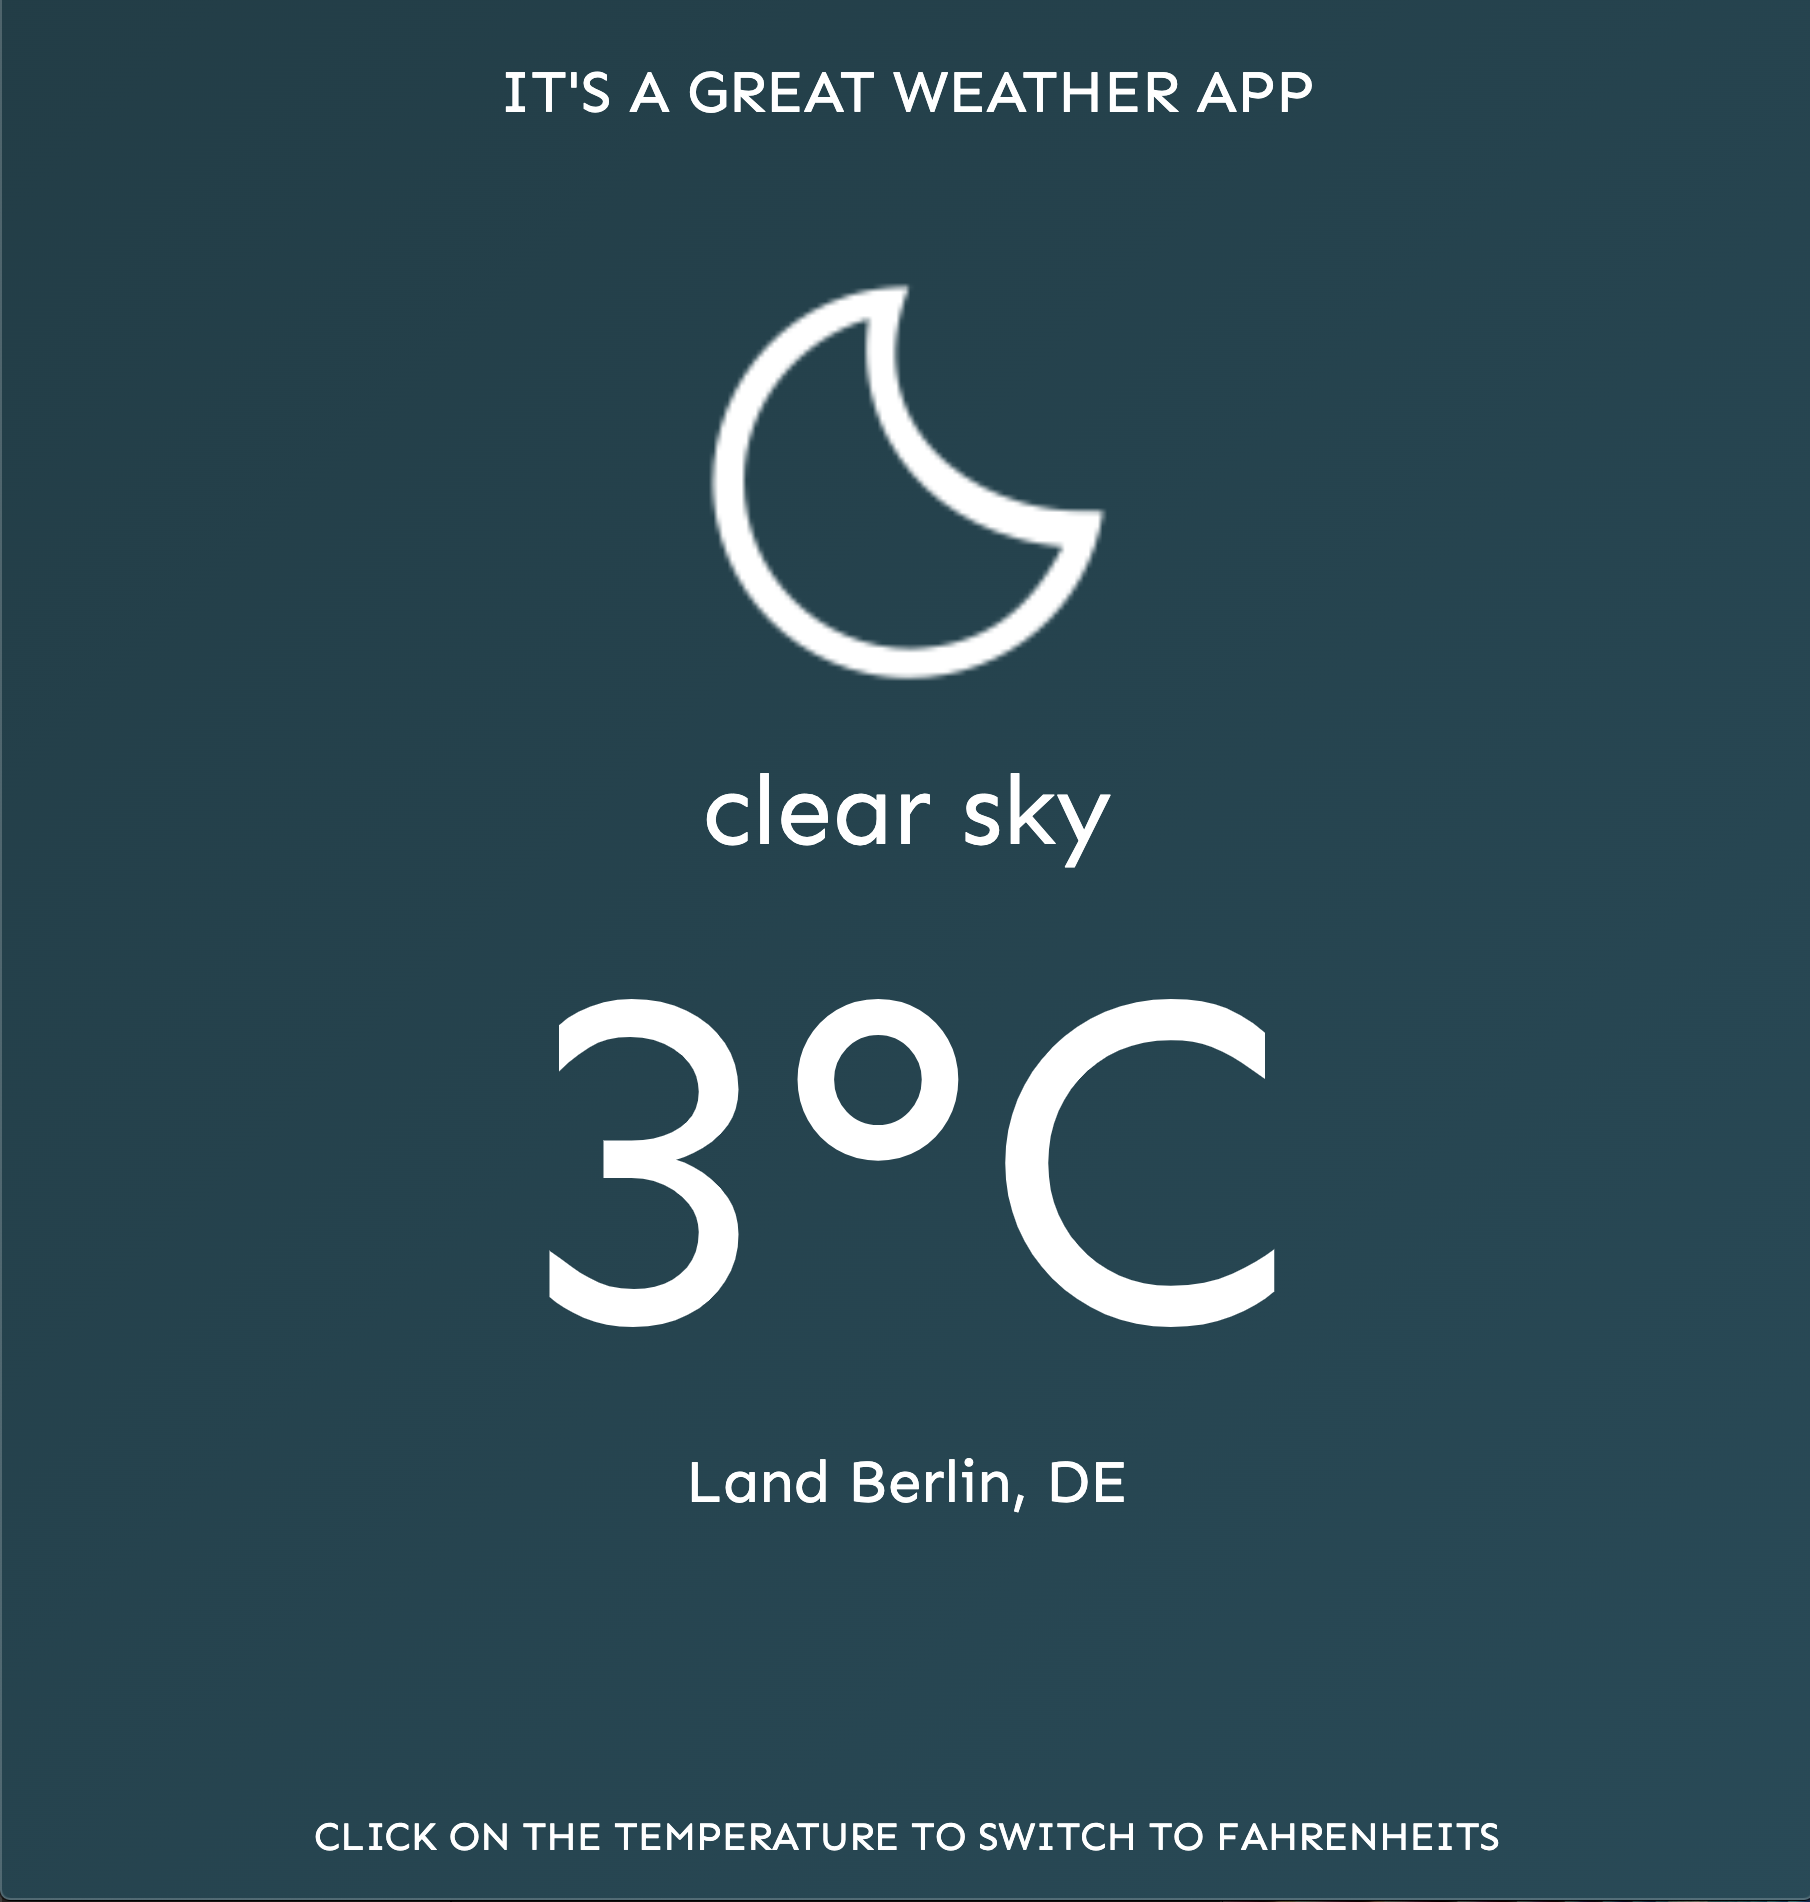 IT'S A GREAT WEATHER APP
clear sky
3°C
Land Berlin, DE
CLICK ON THE TEMPERATURE TO SWITCH TO FAHRENHEITS